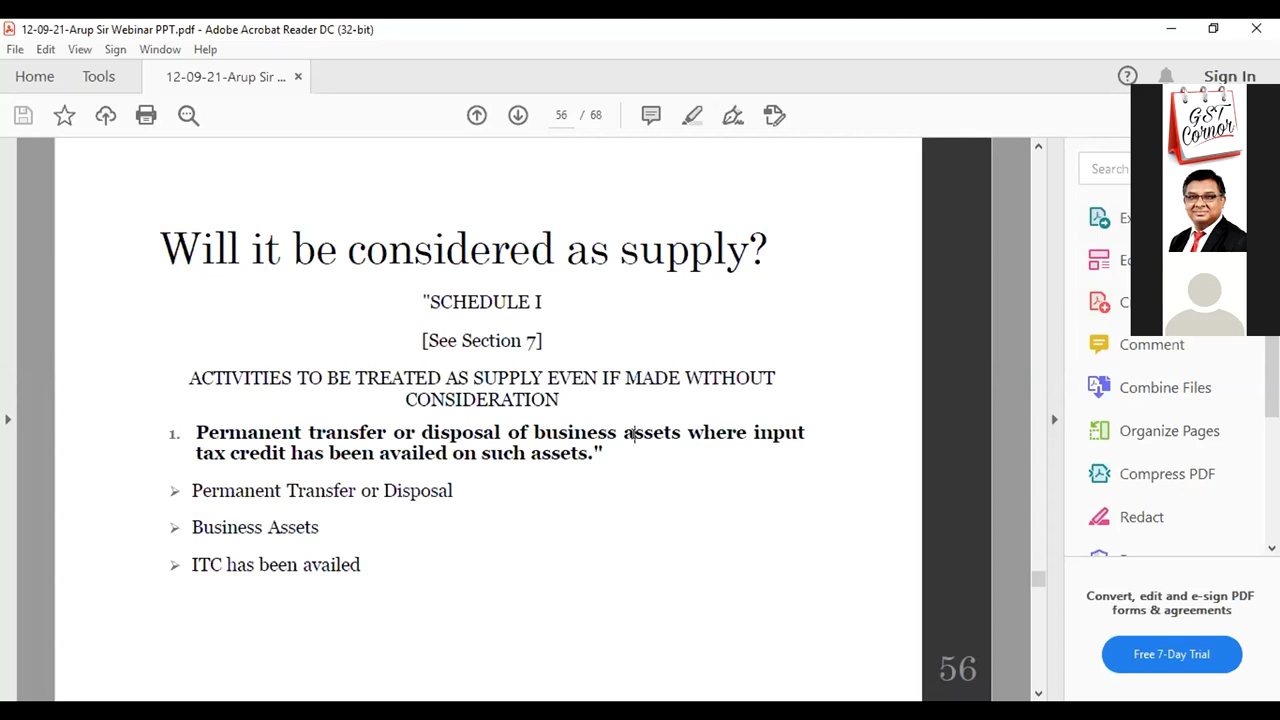 12-09-21-Arup Sir Webinar PPT.pdf - Adobe Acrobat Reader DC (32-bit)
File Edit View Sign Window Help
Home Tools 12-09-21-Arup Sir ... × Sign In
56 / 68
GST
Cornor
Search
Will it be considered as supply?
"SCHEDULE I
[See Section 7]
ACTIVITIES TO BE TREATED AS SUPPLY EVEN IF MADE WITHOUT
CONSIDERATION
1. Permanent transfer or disposal of business assets where input
tax credit has been availed on such assets."
➢ Permanent Transfer or Disposal
➢ Business Assets
➢ ITC has been availed
56
Comment
Combine Files
Organize Pages
Compress PDF
Redact
Convert, edit and e-sign PDF
forms & agreements
Free 7-Day Trial